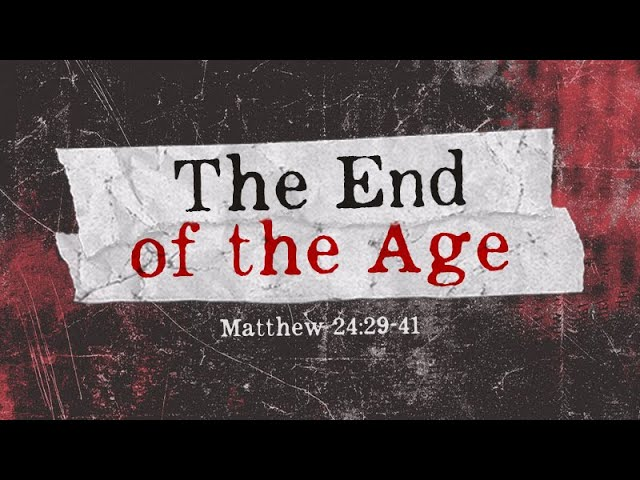 The End
of the Age
Matthew 24:29-41